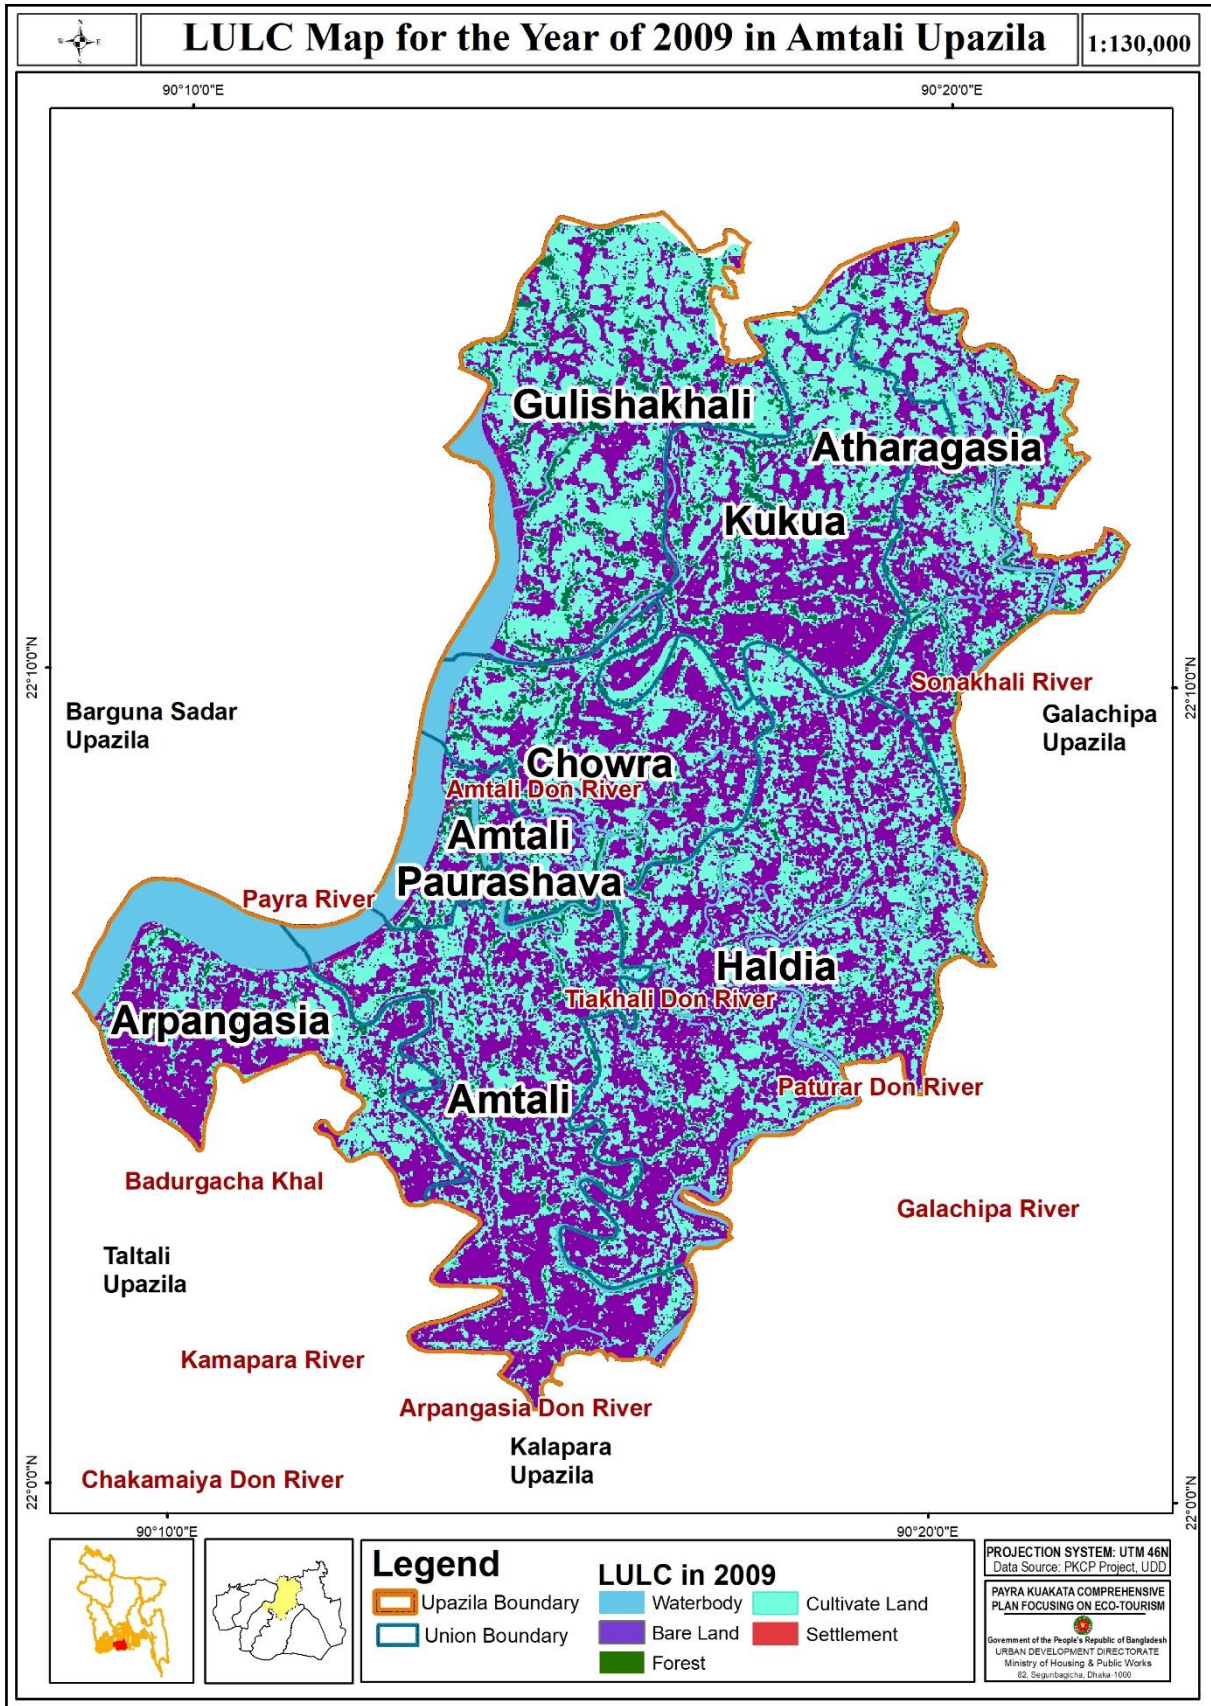 N
W E
S
LULC Map for the Year of 2009 in Amtali Upazila
1:130,000
90°10'0"E
90°20'0"E
Gulishakhali
Atharagasia
Kukua
22°10'0"N
22°10'0"N
Sonakhali River
Barguna Sadar
Upazila
Galachipa
Upazila
Chowra
Amtali Don River
Amtali
Paurashava
Payra River
Haldia
Tiakhali Don River
Arpangasia
Paturar Don River
Amtali
Badurgacha Khal
Galachipa River
Taltali
Upazila
Kamapara River
Arpangasia Don River
Kalapara
Upazila
Chakamaiya Don River
22°0'0"N
22°0'0"N
90°10'0"E
90°20'0"E
Legend
Upazila Boundary
Union Boundary
LULC in 2009
Waterbody
Bare Land
Forest
Cultivate Land
Settlement
PROJECTION SYSTEM: UTM 46N
Data Source: PKCP Project, UDD
PAYRA KUAKATA COMPREHENSIVE
PLAN FOCUSING ON ECO-TOURISM
Government of the People's Republic of Bangladesh
URBAN DEVELOPMENT DIRECTORATE
Ministry of Housing & Public Works
82, Segunbagicha, Dhaka-1000